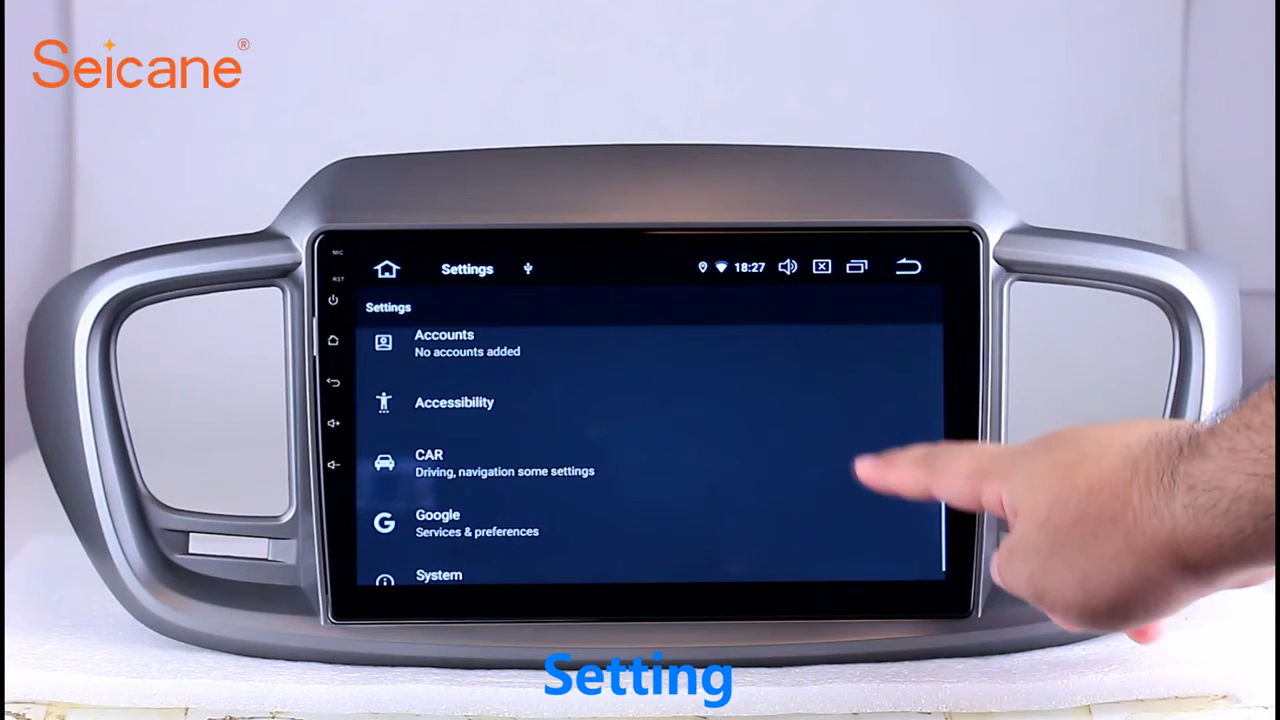 Seicane®
MIC
RST
Settings
18:27
Settings
Accounts
No accounts added
Accessibility
CAR
Driving, navigation some settings
Google
Services & preferences
System
Setting